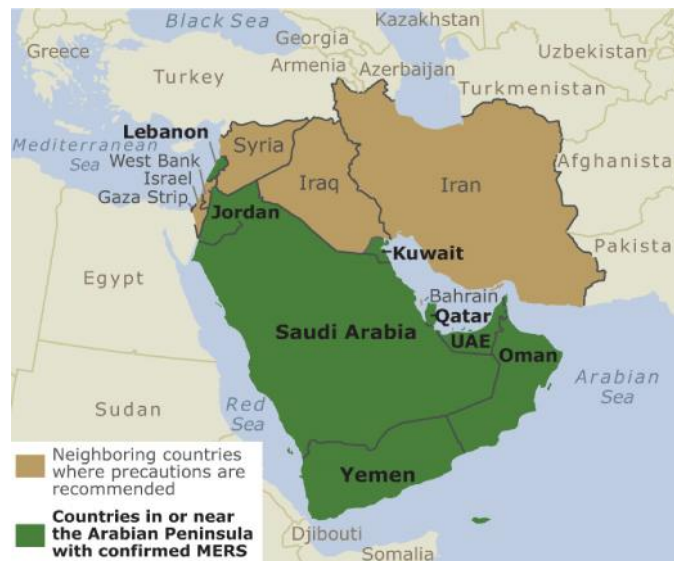 Black Sea
Kazakhstan
Georgia
Greece
Armenia
Uzbekistan
Azerbaijan
Turkey
Turkmenistan
Lebanon
Mediterranean
Sea
West Bank
Israel
Gaza Strip
Syria
Iraq
Iran
Afghanista
Jordan
Pakista
Kuwait
Egypt
Bahrain
Qatar
Saudi Arabia
UAE
Oman
Arabian
Sea
Red
Sea
Sudan
Yemen
Djibouti
Somalia
Neighboring countries
where precautions are
recommended
Countries in or near
the Arabian Peninsula
with confirmed MERS